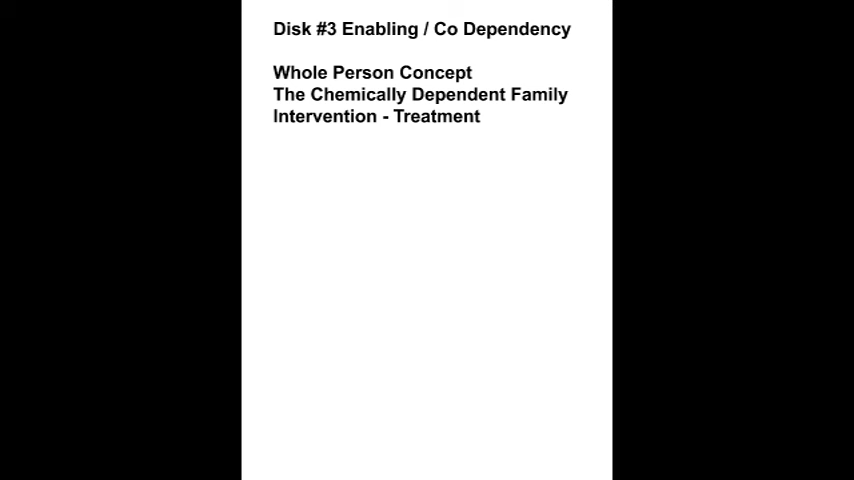 Disk #3 Enabling / Co Dependency
Whole Person Concept
The Chemically Dependent Family
Intervention - Treatment